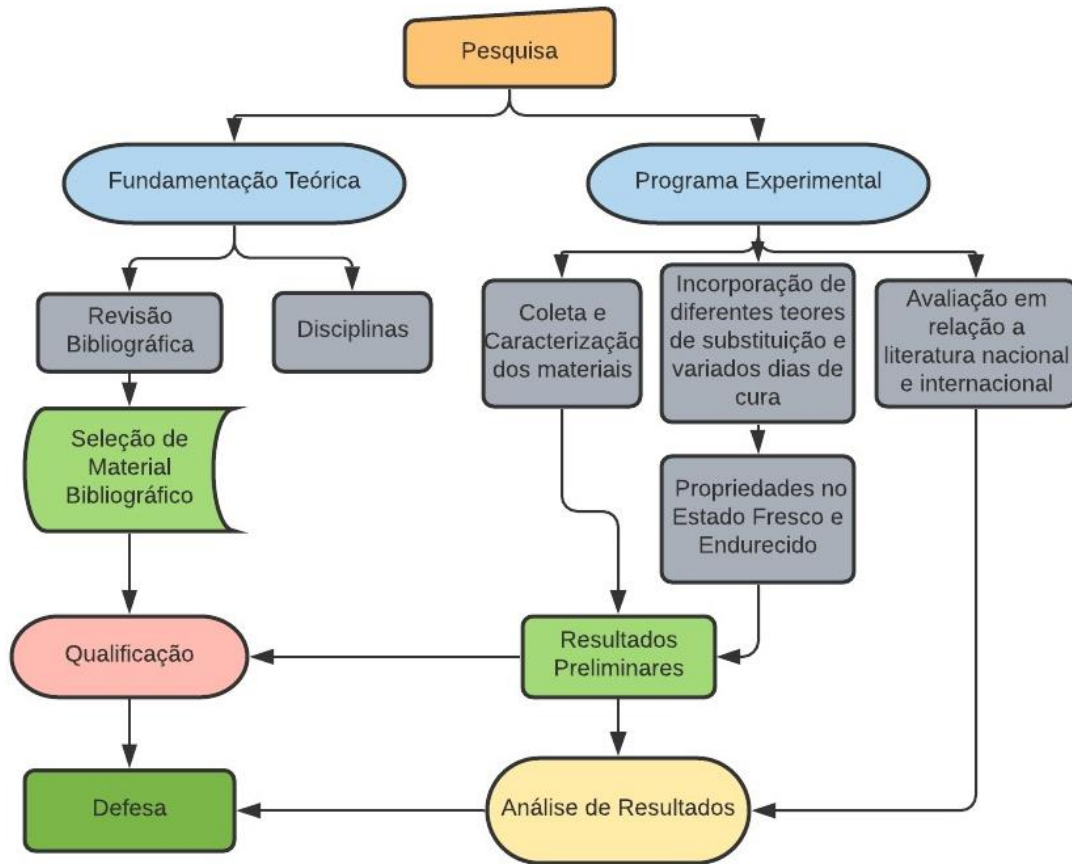 Pesquisa
Fundamentação Teórica
Programa Experimental
Revisão
Bibliográfica
Disciplinas
Coleta e
Caracterização
dos materiais
Incorporação de
diferentes teores
de substituição e
variados dias de
cura
Avaliação em
relação a
literatura nacional
e internacional
Seleção de
Material
Bibliográfico
Propriedades no
Estado Fresco e
Endurecido
Qualificação
Resultados
Preliminares
Defesa
Análise de Resultados